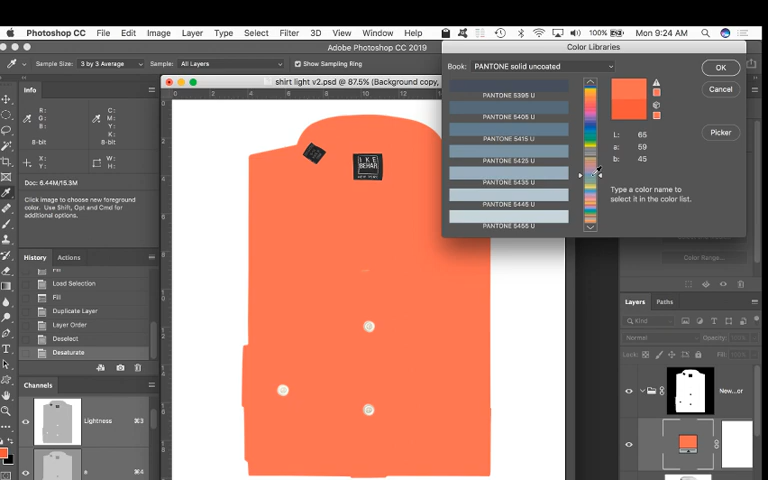 Photoshop CC File Edit Image Layer Type Select Filter 3D View Window Help 100% Mon 9:24 AM
Adobe Photoshop CC 2019
Sample Size: 3 by 3 Average Sample: All Layers Show Sampling Ring
Info
R:
G:
B:
8-bit
C:
M:
Y:
K:
8-bit
X:
Y:
W:
H:
Doc: 6.44M/15.3M
Click image to choose new foreground
color. Use Shift, Opt and Cmd for
additional options.
History Actions
Fill
Load Selection
Fill
Duplicate Layer
Layer Order
Deselect
Desaturate
Channels
Lightness ⌘3
a ⌘4
shirt light v2.psd @ 87.5% (Background copy,
IKE
BEHAR
NEW YORK
Color Libraries
Book: PANTONE solid uncoated
PANTONE 5395 U
PANTONE 5405 U
PANTONE 5415 U
PANTONE 5425 U
PANTONE 5435 U
PANTONE 5445 U
PANTONE 5455 U
L: 65
a: 59
b: 45
Type a color name to
select it in the color list.
OK
Cancel
Picker
Color Range...
Layers Paths
Kind
Normal Opacity:
Lock: Fill:
New...or